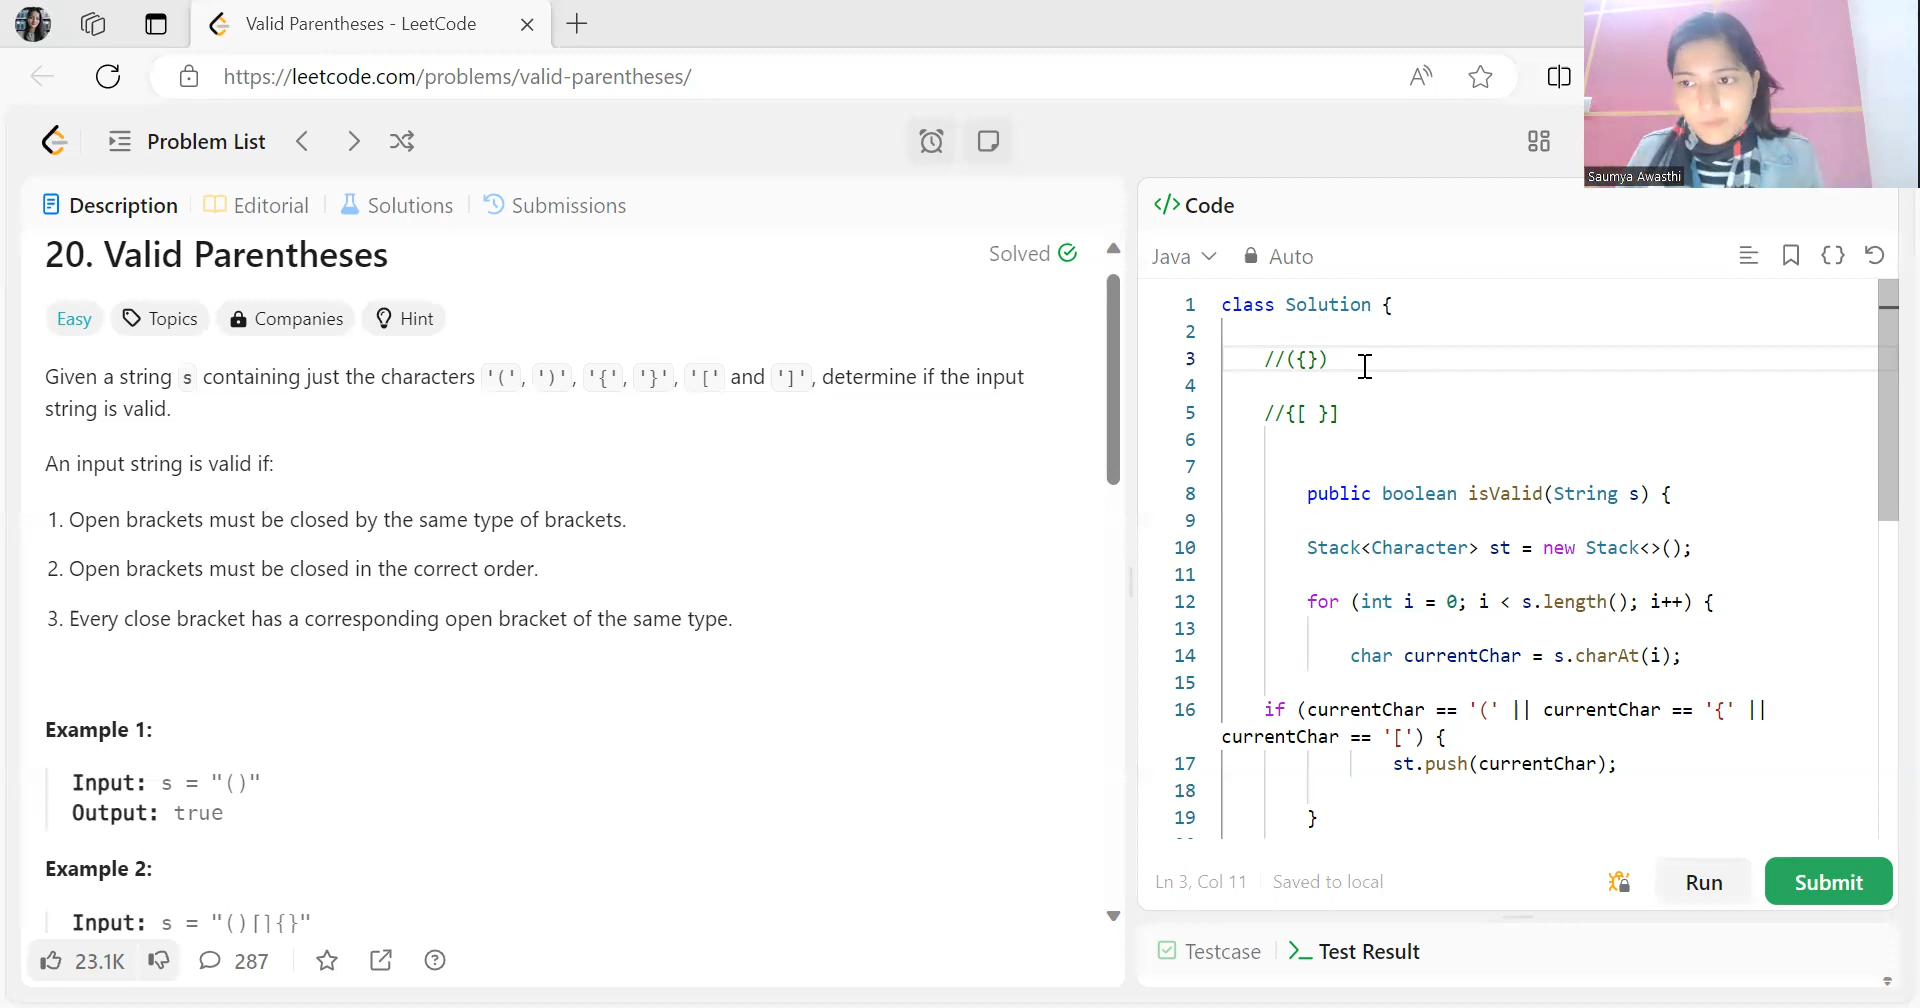 Valid Parentheses - LeetCode
https://leetcode.com/problems/valid-parentheses/
Problem List
Saumya Awasthi
Description
Editorial
Solutions
Submissions
20. Valid Parentheses
Solved
Easy
Topics
Companies
Hint
Given a string s containing just the characters '(', ')', '{', '}', '[' and ']', determine if the input
string is valid.
An input string is valid if:
1. Open brackets must be closed by the same type of brackets.
2. Open brackets must be closed in the correct order.
3. Every close bracket has a corresponding open bracket of the same type.
Example 1:
Input: s = "()"
Output: true
Example 2:
Input: s = "()[]{}"
23.1K
287
</> Code
Java
Auto
1 class Solution {
2
3 //({})
4
5 //{[ }]
6
7
8 public boolean isValid(String s) {
9
10 Stack<Character> st = new Stack<>();
11
12 for (int i = 0; i < s.length(); i++) {
13
14 char currentChar = s.charAt(i);
15
16 if (currentChar == '(' || currentChar == '{' ||
currentChar == '[') {
17 st.push(currentChar);
18
19 }
Ln 3, Col 11
Saved to local
Run
Submit
Testcase
Test Result